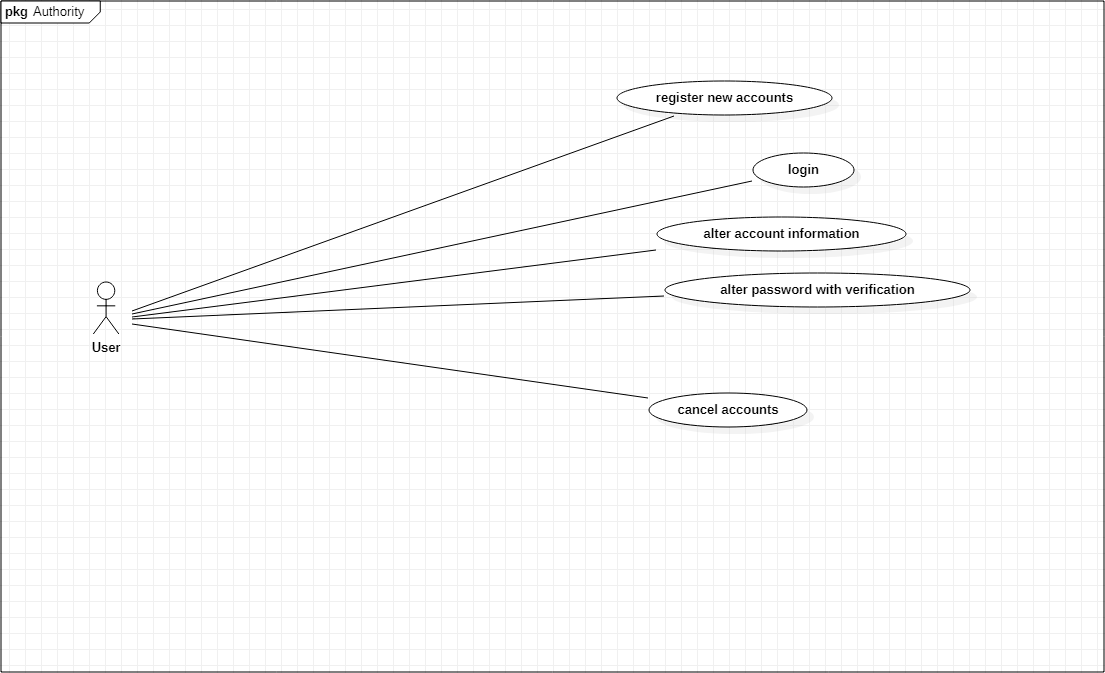 pkg Authority
register new accounts
login
alter account information
alter password with verification
User
cancel accounts